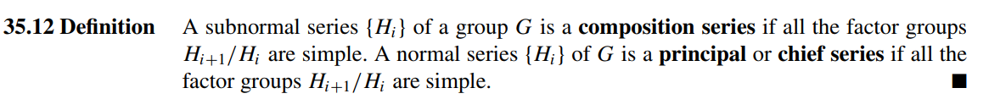 35.12 Definition A subnormal series {H_i} of a group G is a composition series if all the factor groups
H_{i+1}/H_i are simple. A normal series {H_i} of G is a principal or chief series if all the
factor groups H_{i+1}/H_i are simple. ■